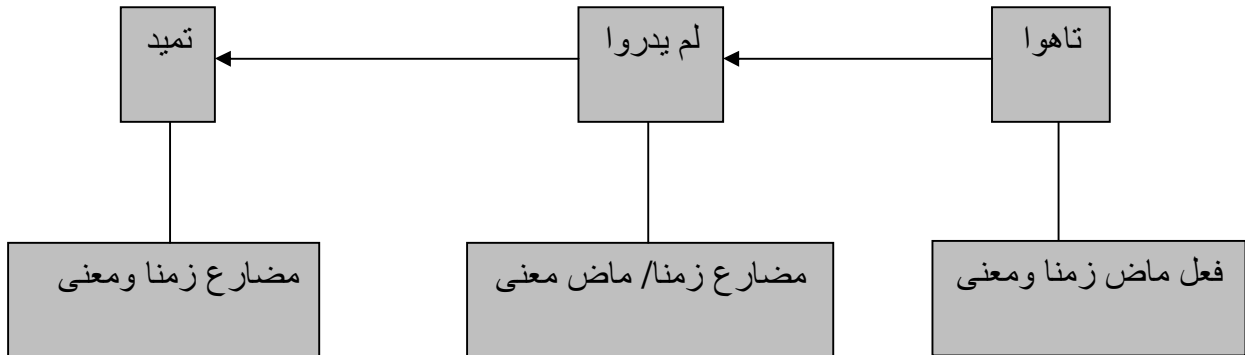 تاهوا
لم يدروا
تميد
فعل ماض زمنا ومعنى
مضارع زمنا/ ماض معنى
مضارع زمنا ومعنى